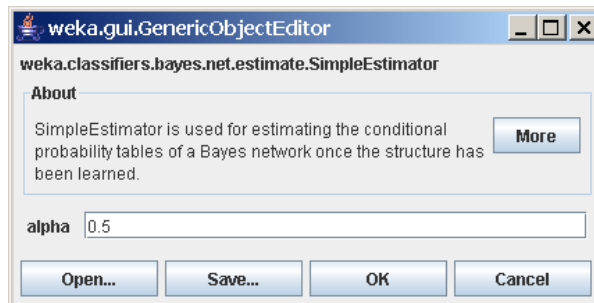 weka.gui.GenericObjectEditor
weka.classifiers.bayes.net.estimate.SimpleEstimator
About
SimpleEstimator is used for estimating the conditional
probability tables of a Bayes network once the structure has
been learned.
More
alpha 0.5
Open... Save... OK Cancel